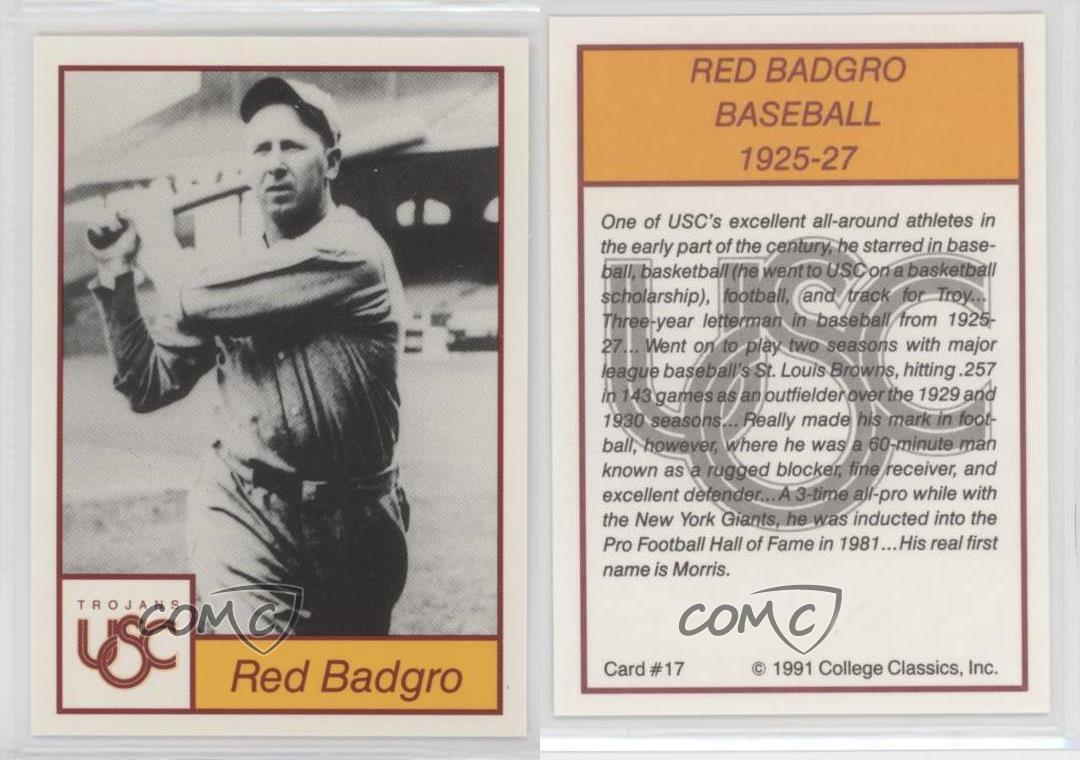 TROJANS
USC
COMC
Red Badgro
RED BADGRO
BASEBALL
1925-27
One of USC's excellent all-around athletes in
the early part of the century, he starred in base-
ball, basketball (he went to USC on a basketball
scholarship), football, and track for Troy...
Three-year letterman in baseball from 1925-
27... Went on to play two seasons with major
league baseball's St. Louis Browns, hitting .257
in 143 games as an outfielder over the 1929 and
1930 seasons... Really made his mark in foot-
ball, however, where he was a 60-minute man
known as a rugged blocker, fine receiver, and
excellent defender...A 3-time all-pro while with
the New York Giants, he was inducted into the
Pro Football Hall of Fame in 1981...His real first
name is Morris.
USC
COMC
Card #17 © 1991 College Classics, Inc.